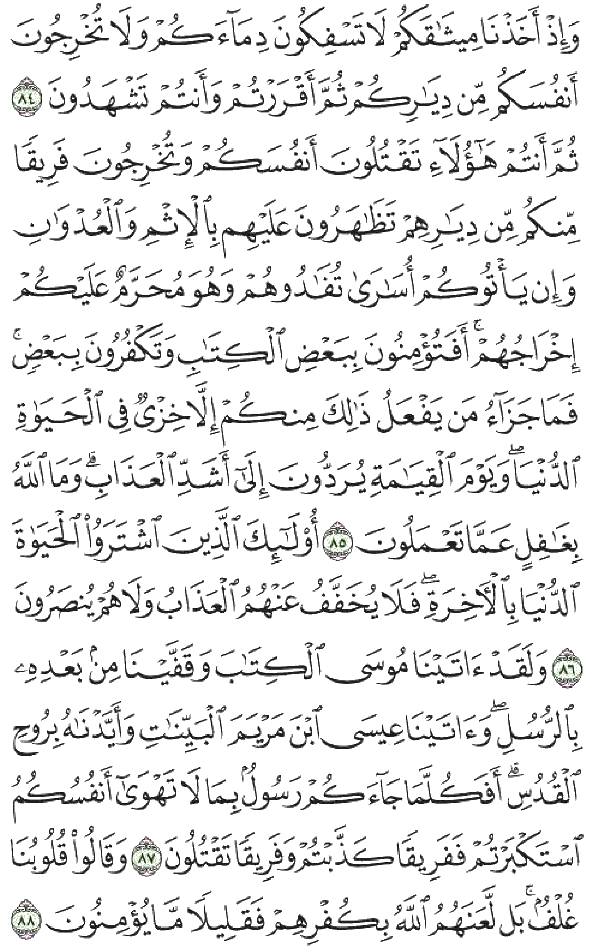 وَإِذْ أَخَذْنَا مِيثَـٰقَكُمْ لَا تَسْفِكُونَ دِمَآءَكُمْ وَلَا تُخْرِجُونَ
أَنفُسَكُم مِّن دِيَـٰرِكُمْ ثُمَّ أَقْرَرْتُمْ وَأَنتُمْ تَشْهَدُونَ ٨٤
ثُمَّ أَنتُمْ هَـٰٓؤُلَآءِ تَقْتُلُونَ أَنفُسَكُمْ وَتُخْرِجُونَ فَرِيقًا
مِّنكُم مِّن دِيَـٰرِهِمْ تَظَـٰهَرُونَ عَلَيْهِم بِٱلْإِثْمِ وَٱلْعُدْوَٰنِ
وَإِن يَأْتُوكُمْ أُسَـٰرَىٰ تُفَـٰدُوهُمْ وَهُوَ مُحَرَّمٌ عَلَيْكُمْ
إِخْرَاجُهُمْ ۚ أَفَتُؤْمِنُونَ بِبَعْضِ ٱلْكِتَـٰبِ وَتَكْفُرُونَ بِبَعْضٍ ۚ
فَمَا جَزَآءُ مَن يَفْعَلُ ذَٰلِكَ مِنكُمْ إِلَّا خِزْىٌ فِى ٱلْحَيَوٰةِ
ٱلدُّنْيَا ۖ وَيَوْمَ ٱلْقِيَـٰمَةِ يُرَدُّونَ إِلَىٰٓ أَشَدِّ ٱلْعَذَابِ ۗ وَمَا ٱللَّهُ
بِغَـٰفِلٍ عَمَّا تَعْمَلُونَ ٨٥ أُو۟لَـٰٓئِكَ ٱلَّذِينَ ٱشْتَرَوُا۟ ٱلْحَيَوٰةَ
ٱلدُّنْيَا بِٱلْـَٔاخِرَةِ ۖ فَلَا يُخَفَّفُ عَنْهُمُ ٱلْعَذَابُ وَلَا هُمْ يُنصَرُونَ
٨٦ وَلَقَدْ ءَاتَيْنَا مُوسَى ٱلْكِتَـٰبَ وَقَفَّيْنَا مِنۢ بَعْدِهِۦ
بِٱلرُّسُلِ ۖ وَءَاتَيْنَا عِيسَى ٱبْنَ مَرْيَمَ ٱلْبَيِّنَـٰتِ وَأَيَّدْنَـٰهُ بِرُوحِ
ٱلْقُدُسِ ۗ أَفَكُلَّمَا جَآءَكُمْ رَسُولٌۢ بِمَا لَا تَهْوَىٰٓ أَنفُسُكُمُ
ٱسْتَكْبَرْتُمْ فَفَرِيقًا كَذَّبْتُمْ وَفَرِيقًا تَقْتُلُونَ ٨٧ وَقَالُوا۟ قُلُوبُنَا
غُلْفٌۢ ۚ بَل لَّعَنَهُمُ ٱللَّهُ بِكُفْرِهِمْ فَقَلِيلًا مَّا يُؤْمِنُونَ ٨٨